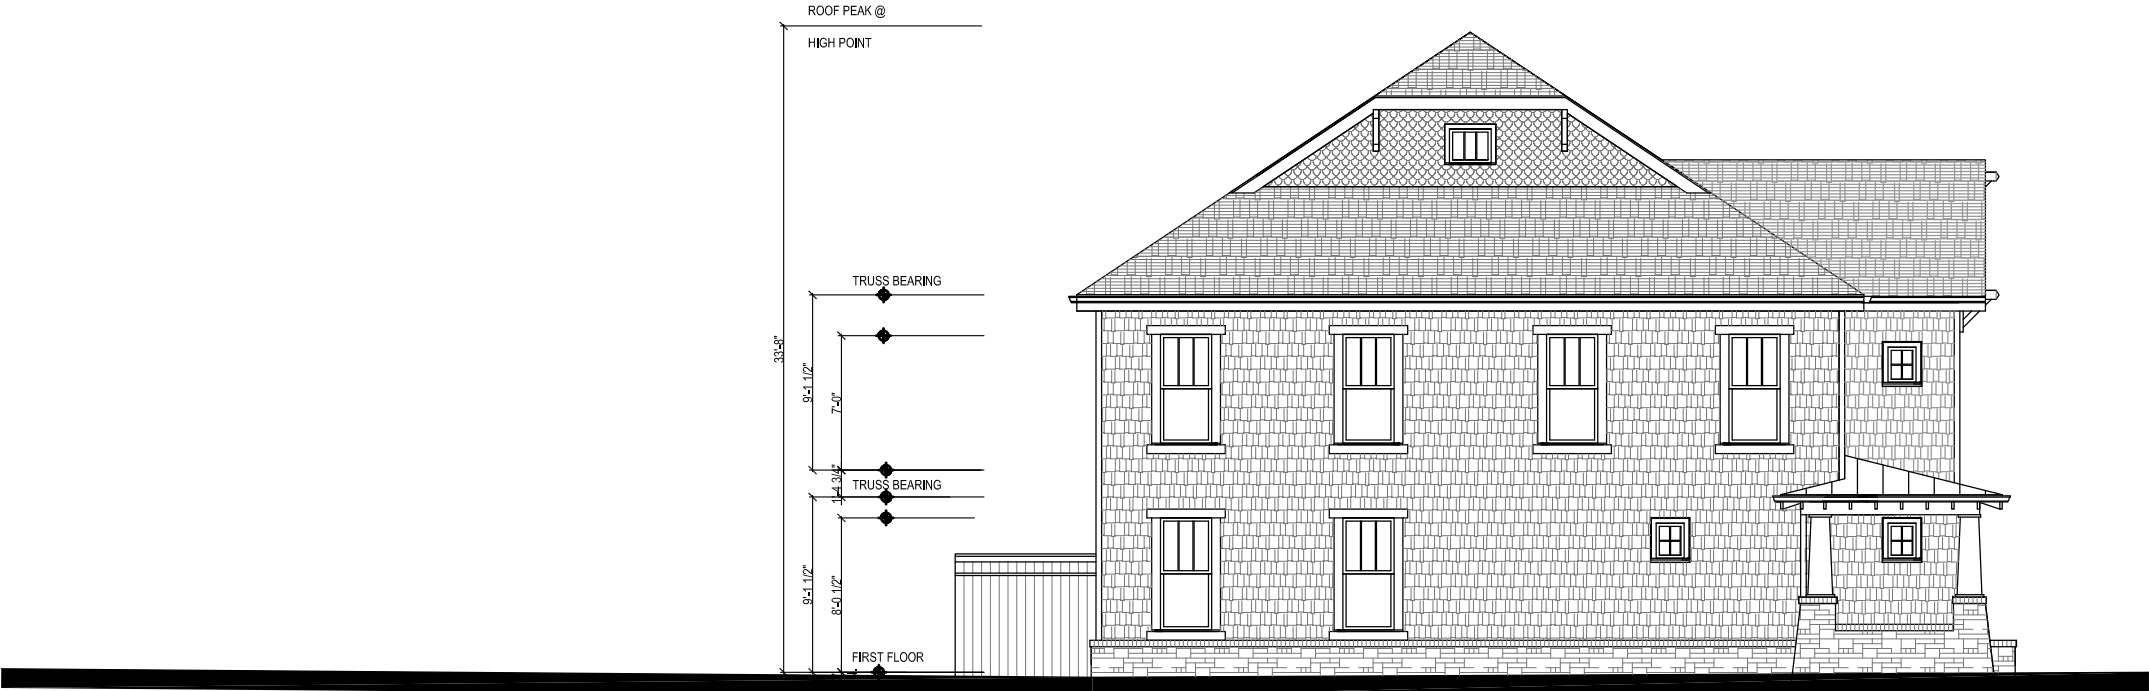 ROOF PEAK @
HIGH POINT
TRUSS BEARING
33'-8"
9'-1 1/2"
7'-0"
1'-4 3/4"
TRUSS BEARING
9'-1 1/2"
8'-0 1/2"
FIRST FLOOR